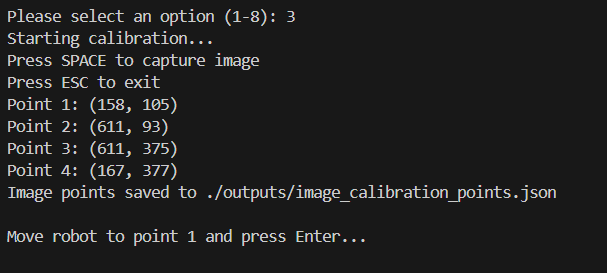 Please select an option (1-8): 3
Starting calibration...
Press SPACE to capture image
Press ESC to exit
Point 1: (158, 105)
Point 2: (611, 93)
Point 3: (611, 375)
Point 4: (167, 377)
Image points saved to ./outputs/image_calibration_points.json
Move robot to point 1 and press Enter...